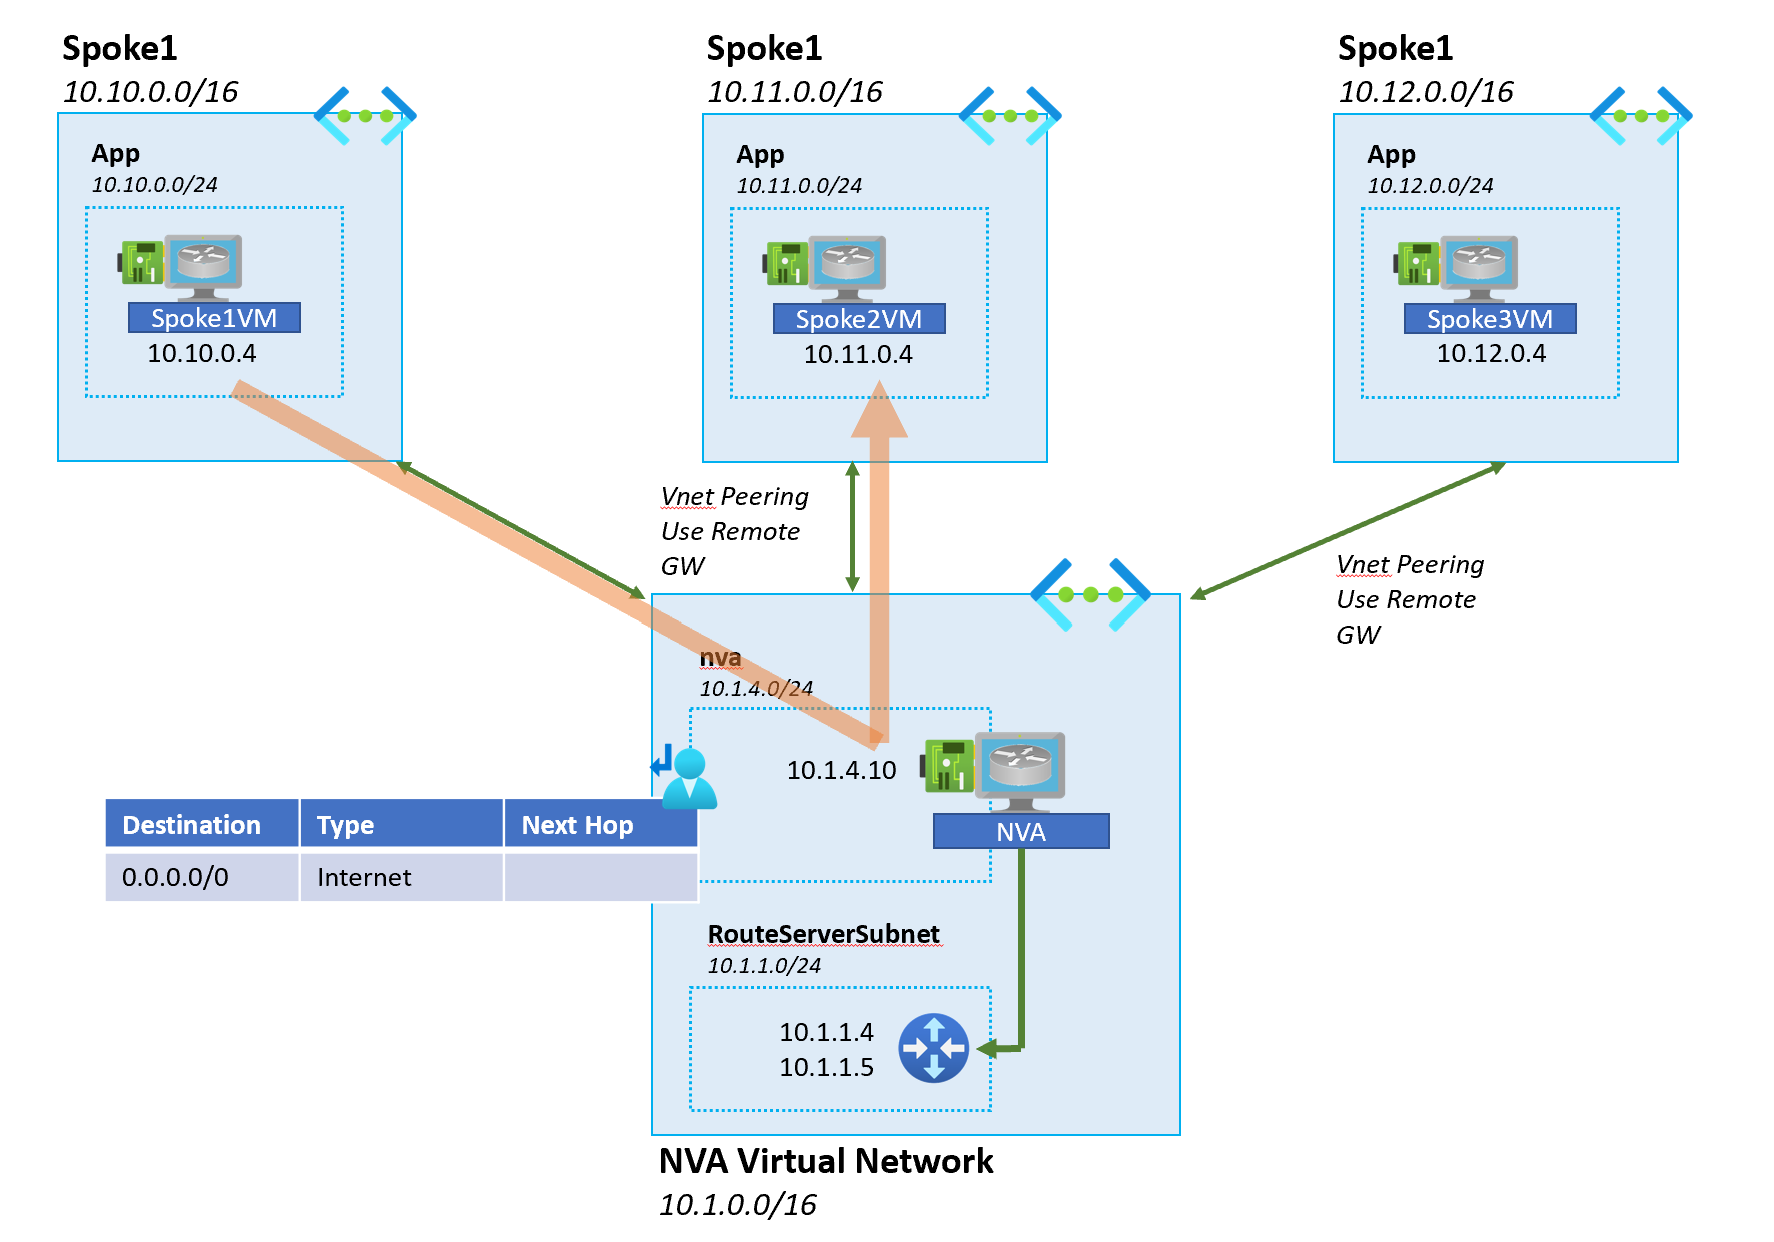 Spoke1
10.10.0.0/16
App
10.10.0.0/24
Spoke1VM
10.10.0.4
Spoke1
10.11.0.0/16
App
10.11.0.0/24
Spoke2VM
10.11.0.4
Spoke1
10.12.0.0/16
App
10.12.0.0/24
Spoke3VM
10.12.0.4
Vnet Peering
Use Remote
GW
Vnet Peering
Use Remote
GW
nva
10.1.4.0/24
10.1.4.10
NVA
Destination Type Next Hop
0.0.0.0/0 Internet
RouteServerSubnet
10.1.1.0/24
10.1.1.4
10.1.1.5
NVA Virtual Network
10.1.0.0/16